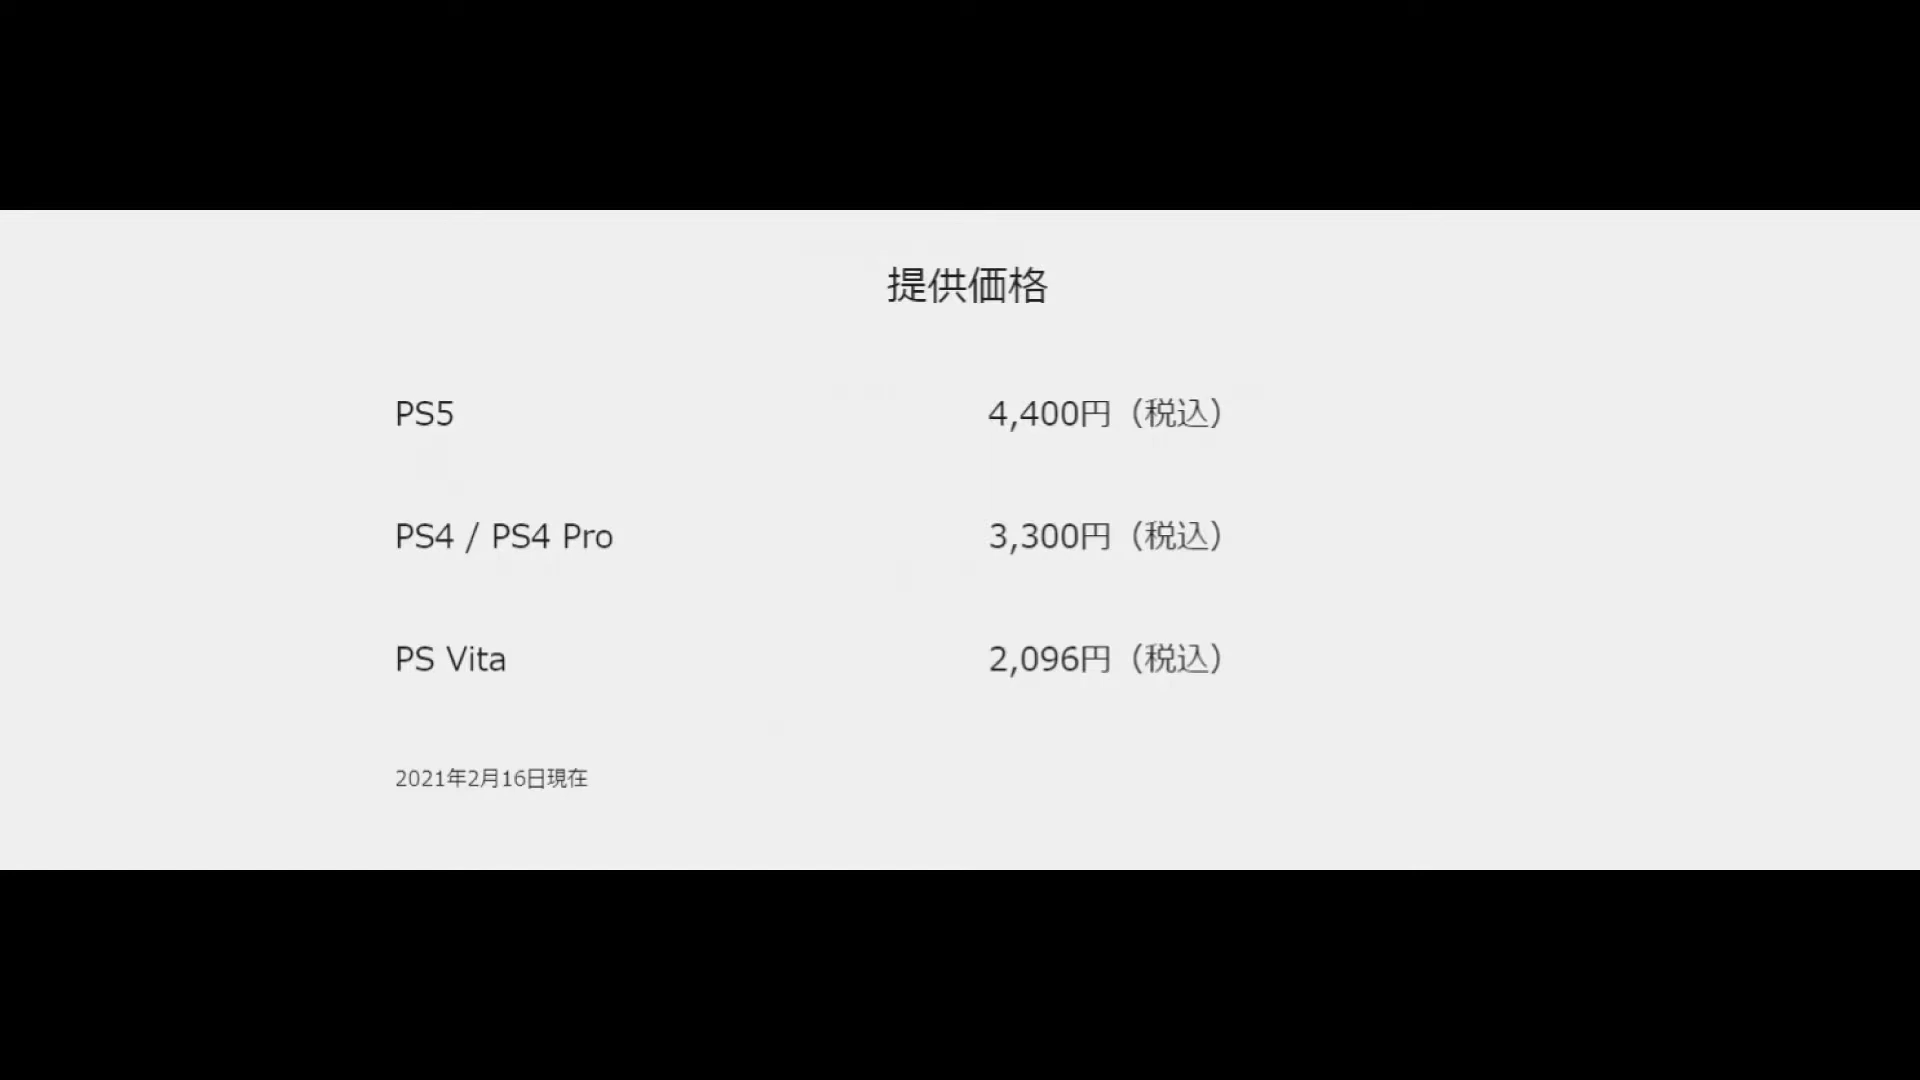 提供価格
PS5 4,400円（税込）
PS4 / PS4 Pro 3,300円（税込）
PS Vita 2,096円（税込）
2021年2月16日現在